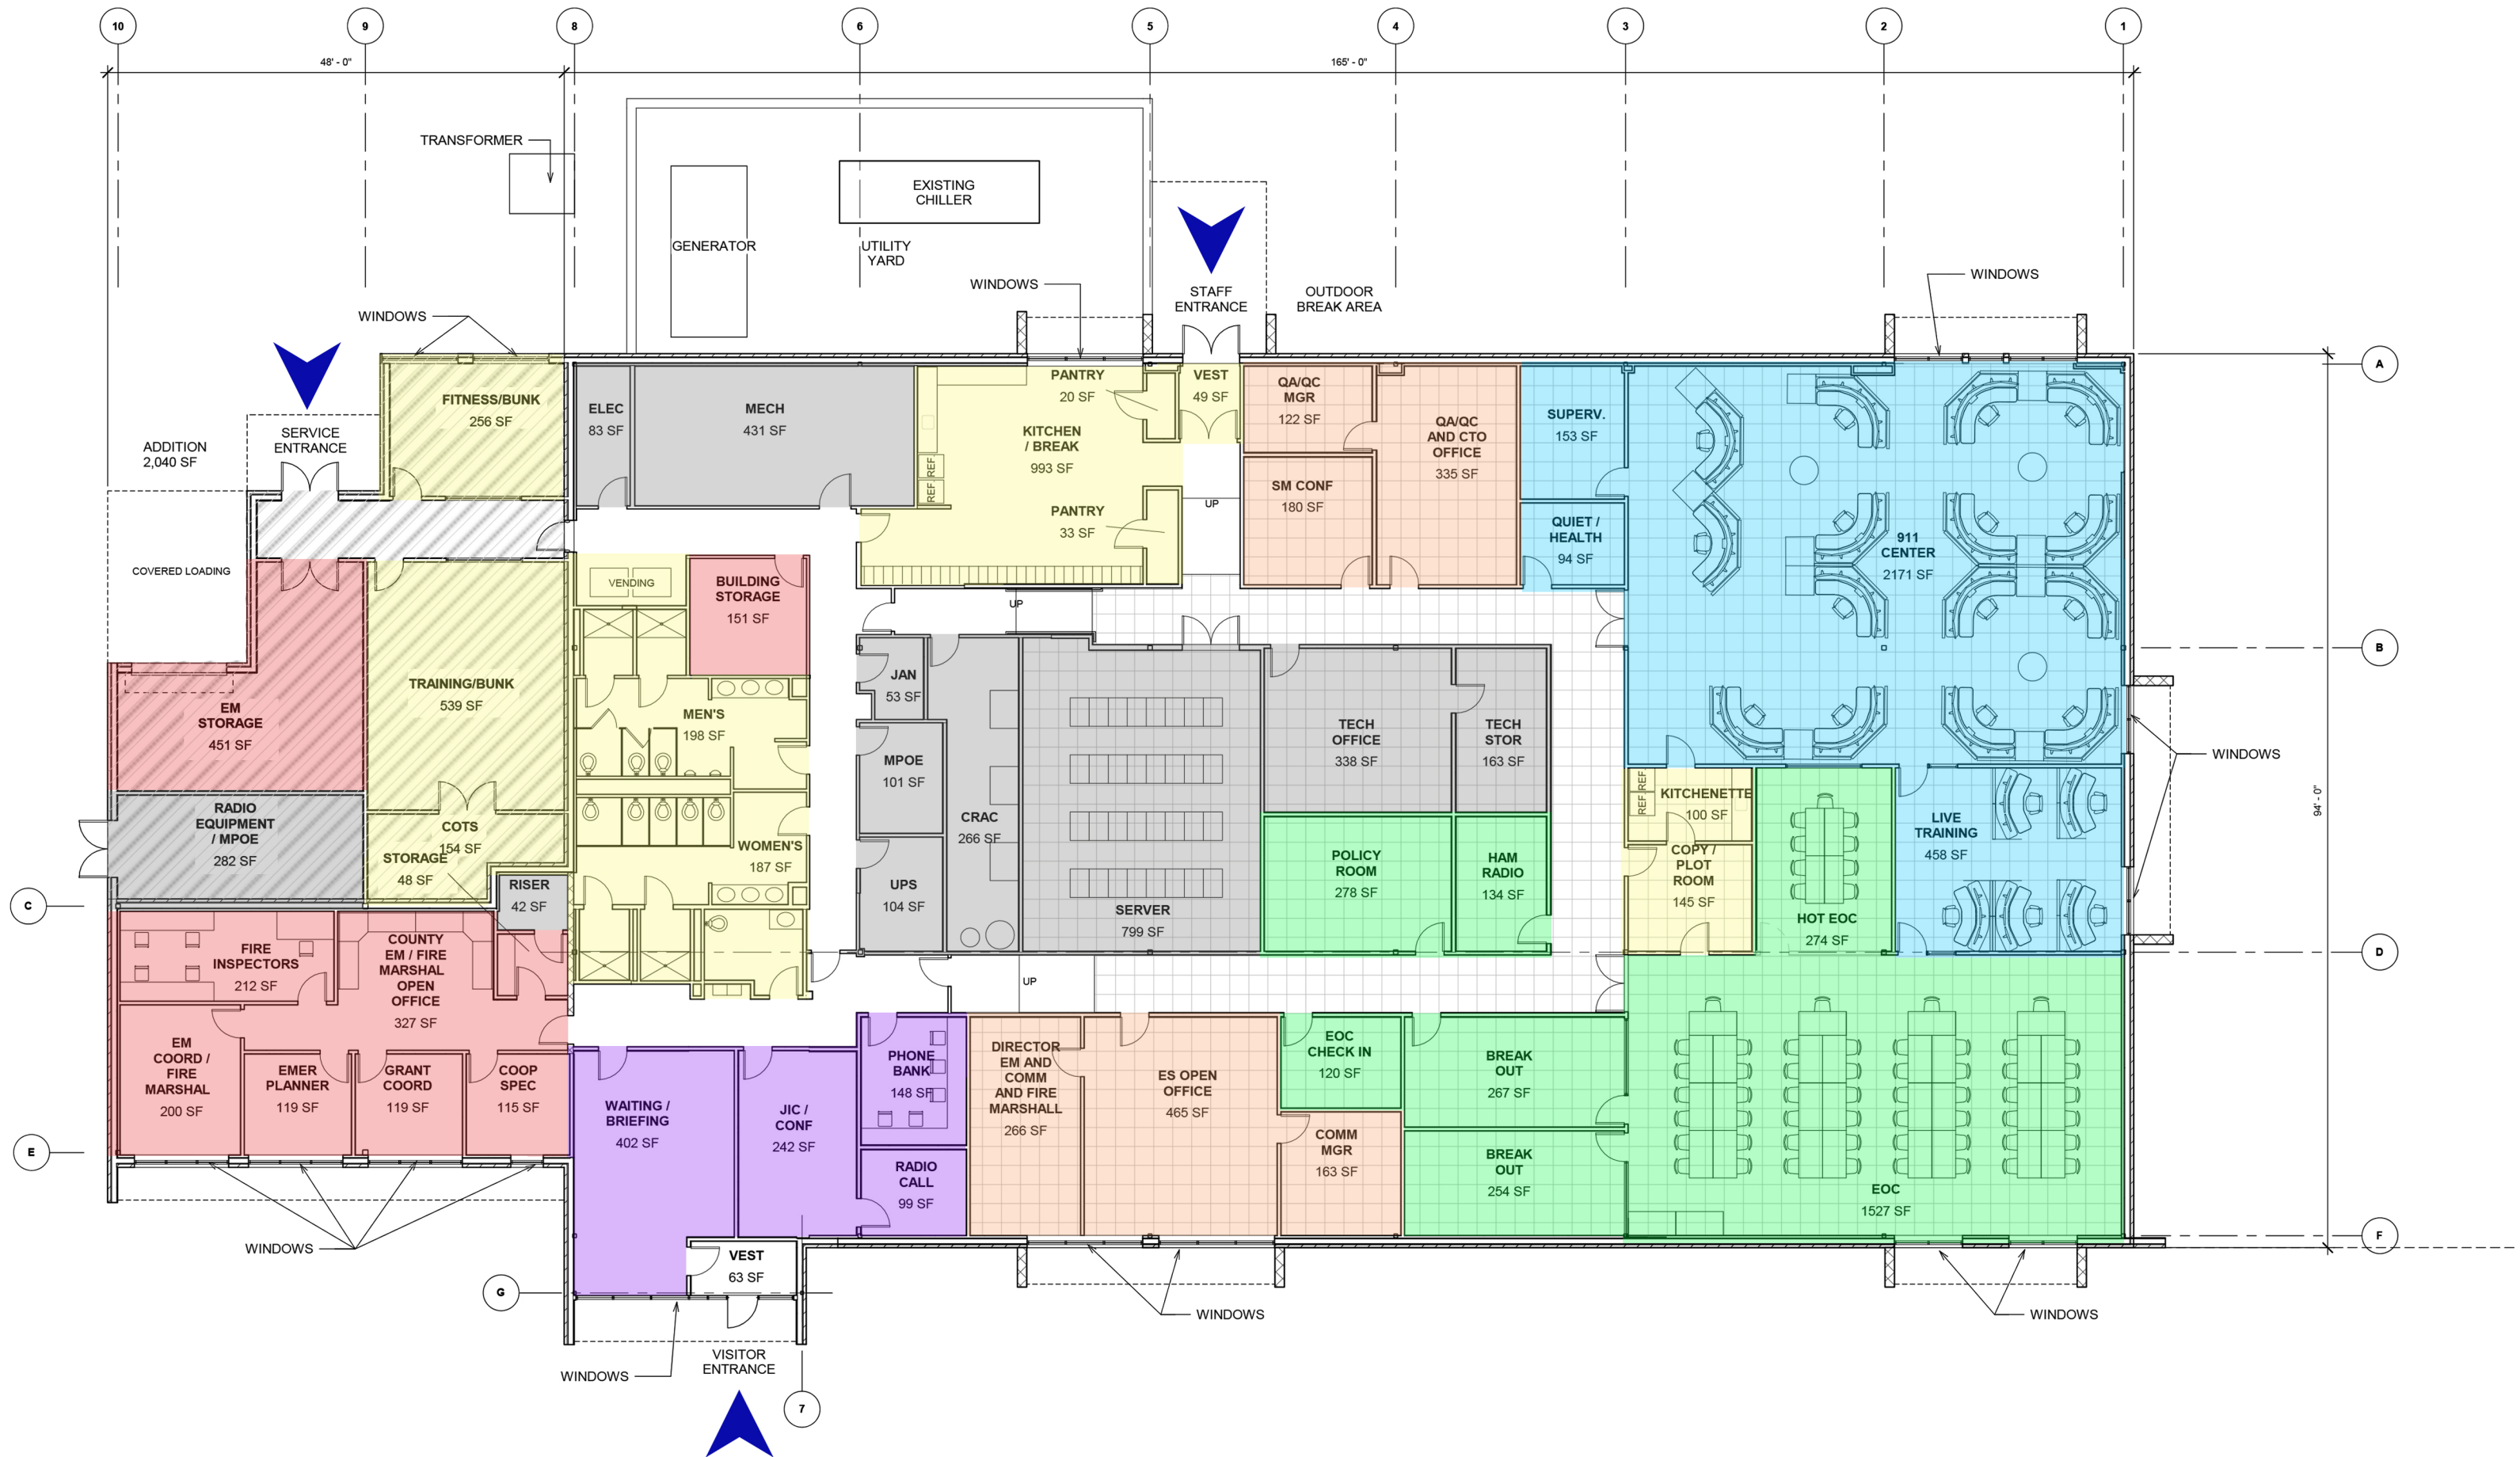 10
9
8
6
5
4
3
2
1
48' - 0"
165' - 0"
TRANSFORMER
EXISTING
CHILLER
GENERATOR
UTILITY
YARD
WINDOWS
STAFF
ENTRANCE
OUTDOOR
BREAK AREA
WINDOWS
WINDOWS
ADDITION
2,040 SF
SERVICE
ENTRANCE
COVERED LOADING
FITNESS/BUNK
256 SF
ELEC
83 SF
MECH
431 SF
PANTRY
20 SF
KITCHEN
/ BREAK
993 SF
REF
REF
PANTRY
33 SF
VEST
49 SF
UP
QA/QC
MGR
122 SF
SM CONF
180 SF
QA/QC
AND CTO
OFFICE
335 SF
SUPERV.
153 SF
QUIET /
HEALTH
94 SF
911
CENTER
2171 SF
A
B
VENDING
BUILDING
STORAGE
151 SF
UP
EM
STORAGE
451 SF
TRAINING/BUNK
539 SF
MEN'S
198 SF
JAN
53 SF
MPOE
101 SF
CRAC
266 SF
UPS
104 SF
SERVER
799 SF
TECH
OFFICE
338 SF
TECH
STOR
163 SF
WINDOWS
94' - 0"
RADIO
EQUIPMENT
/ MPOE
282 SF
COTS
154 SF
STORAGE
48 SF
RISER
42 SF
WOMEN'S
187 SF
POLICY
ROOM
278 SF
HAM
RADIO
134 SF
REF
REF
KITCHENETTE
100 SF
COPY /
PLOT
ROOM
145 SF
HOT EOC
274 SF
LIVE
TRAINING
458 SF
C
D
FIRE
INSPECTORS
212 SF
COUNTY
EM / FIRE
MARSHAL
OPEN
OFFICE
327 SF
UP
EM
COORD /
FIRE
MARSHAL
200 SF
EMER
PLANNER
119 SF
GRANT
COORD
119 SF
COOP
SPEC
115 SF
WAITING /
BRIEFING
402 SF
JIC /
CONF
242 SF
PHONE
BANK
148 SF
RADIO
CALL
99 SF
DIRECTOR
EM AND
COMM
AND FIRE
MARSHALL
266 SF
ES OPEN
OFFICE
465 SF
EOC
CHECK IN
120 SF
COMM
MGR
163 SF
BREAK
OUT
267 SF
BREAK
OUT
254 SF
EOC
1527 SF
E
F
WINDOWS
VEST
63 SF
G
WINDOWS
WINDOWS
WINDOWS
VISITOR
ENTRANCE
7